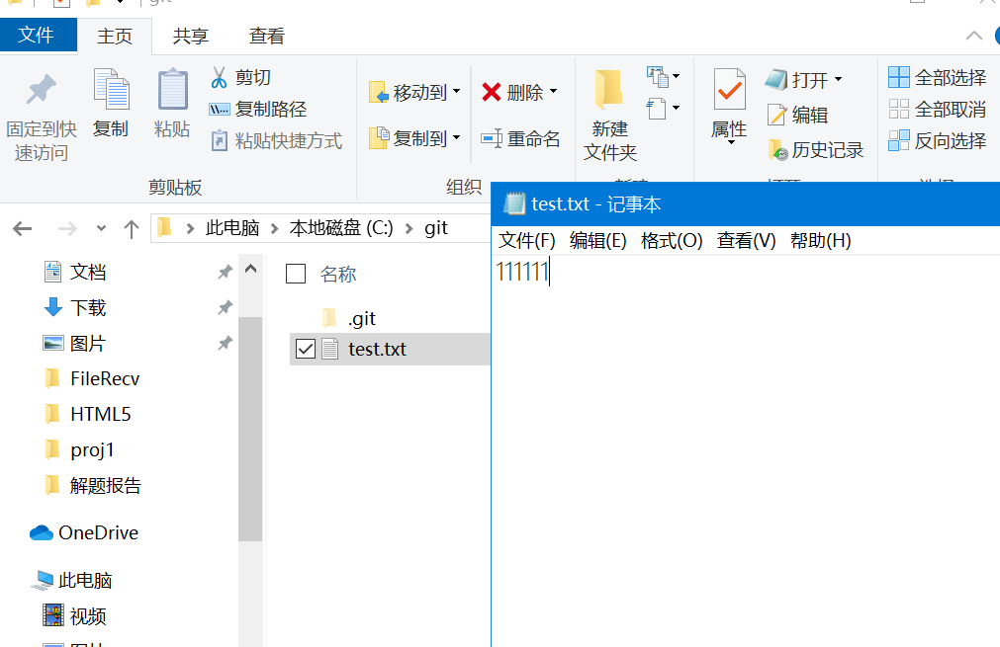 文件 主页 共享 查看
固定到快速访问
复制
粘贴
剪切
复制路径
粘贴快捷方式
剪贴板
移动到
复制到
删除
重命名
组织
新建
文件夹
属性
打开
编辑
历史记录
全部选择
全部取消
反向选择
此电脑 本地磁盘 (C:) git
文档
下载
图片
FileRecv
HTML5
proj1
解题报告
OneDrive
此电脑
视频
名称
.git
test.txt
test.txt - 记事本
文件(F) 编辑(E) 格式(O) 查看(V) 帮助(H)
111111